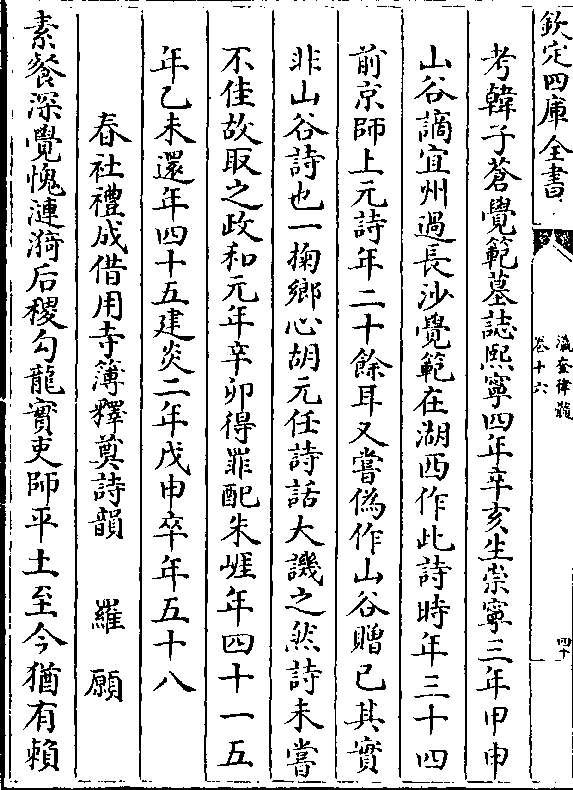 欽定四庫全書
瀛奎律髓
卷十六
四十
考韓子蒼覺範墓誌熙寧四年辛亥生崇寧三年甲申
山谷謫宜州過長沙覺範在湖西作此詩時年三十四
前京師上元詩年二十餘耳又嘗偽作山谷贈己其實
非山谷詩也一掬鄉心胡元任詩話大譏之然詩未嘗
不佳故取之政和元年辛卯得罪配朱崖年四十一五
年乙未還年四十五建炎二年戊申卒年五十八
春社禮成借用寺簿釋奠詩韻 羅願
素餐深覺愧漣漪后稷勾龍實吏師平土至今猶有賴